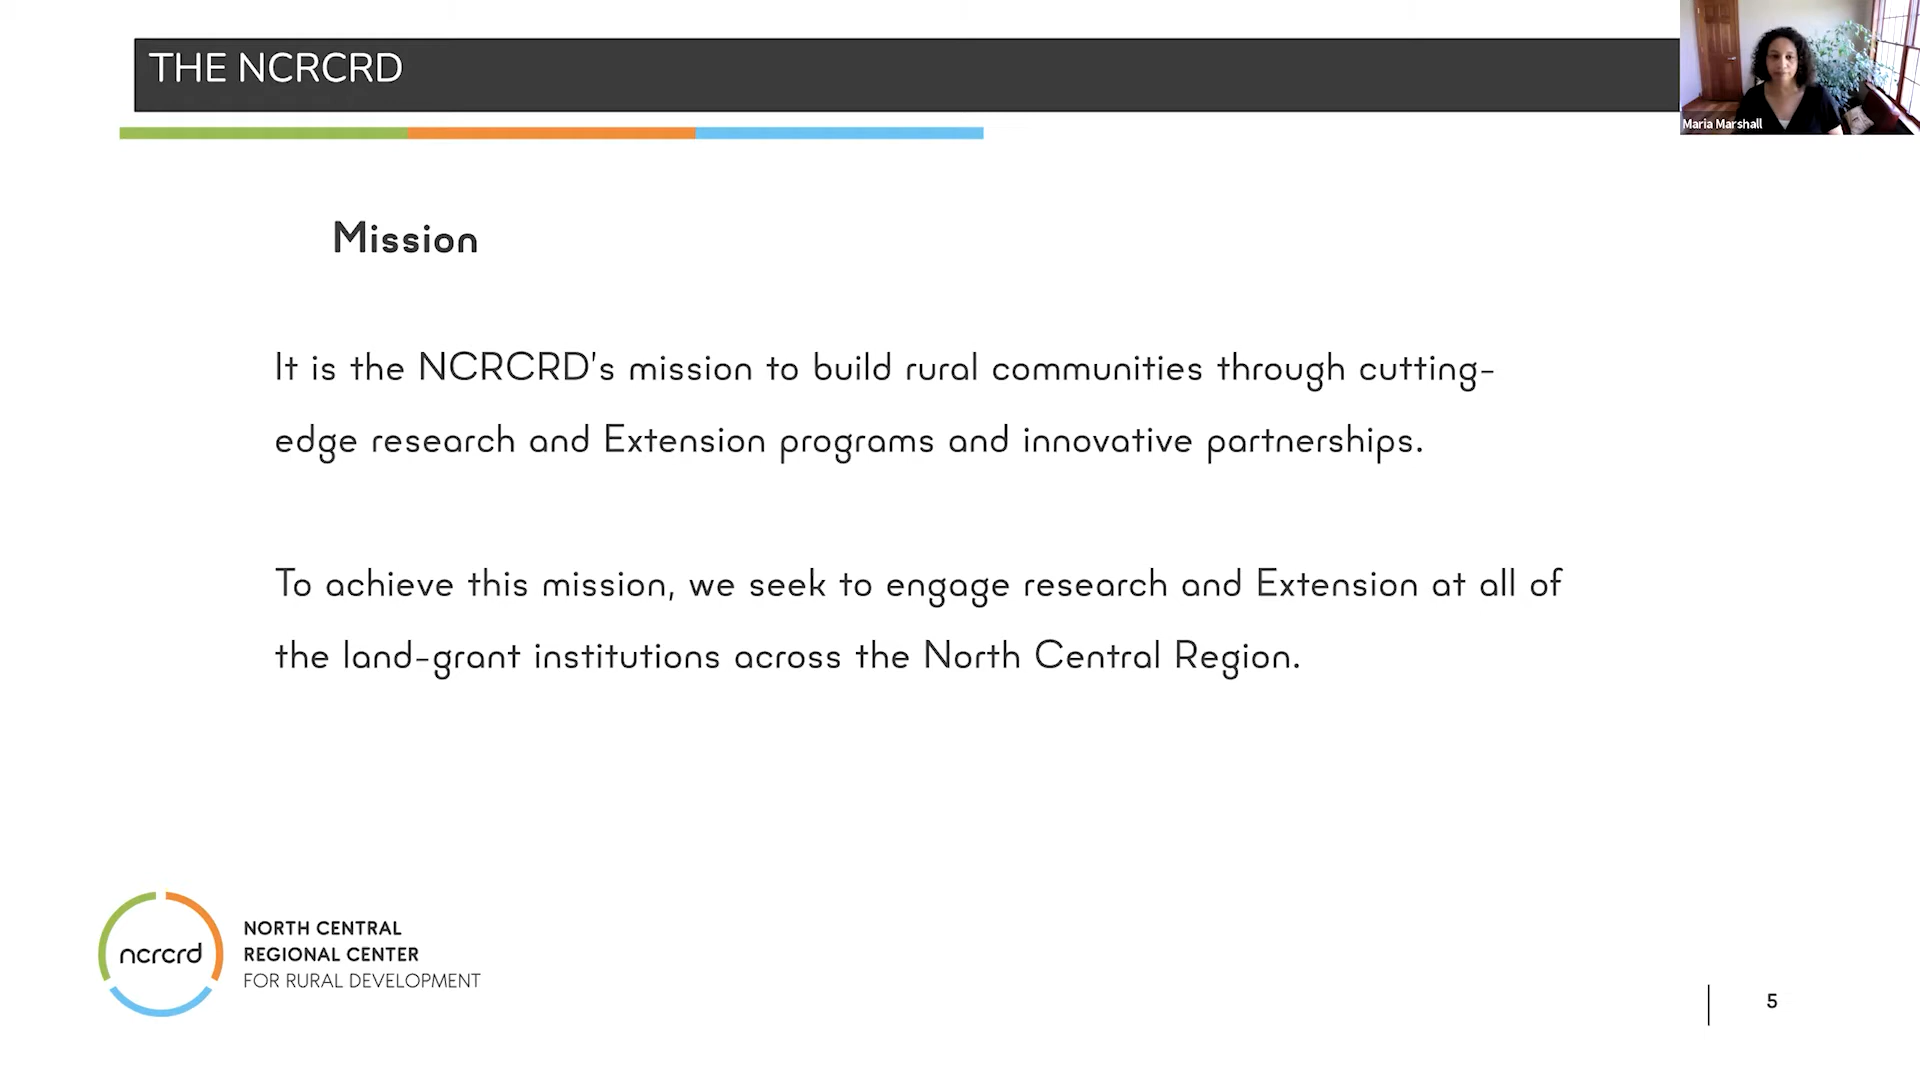 THE NCRCRD
Maria Marshall
Mission
It is the NCRCRD's mission to build rural communities through cutting-
edge research and Extension programs and innovative partnerships.
To achieve this mission, we seek to engage research and Extension at all of
the land-grant institutions across the North Central Region.
ncrcrd
NORTH CENTRAL
REGIONAL CENTER
FOR RURAL DEVELOPMENT
5